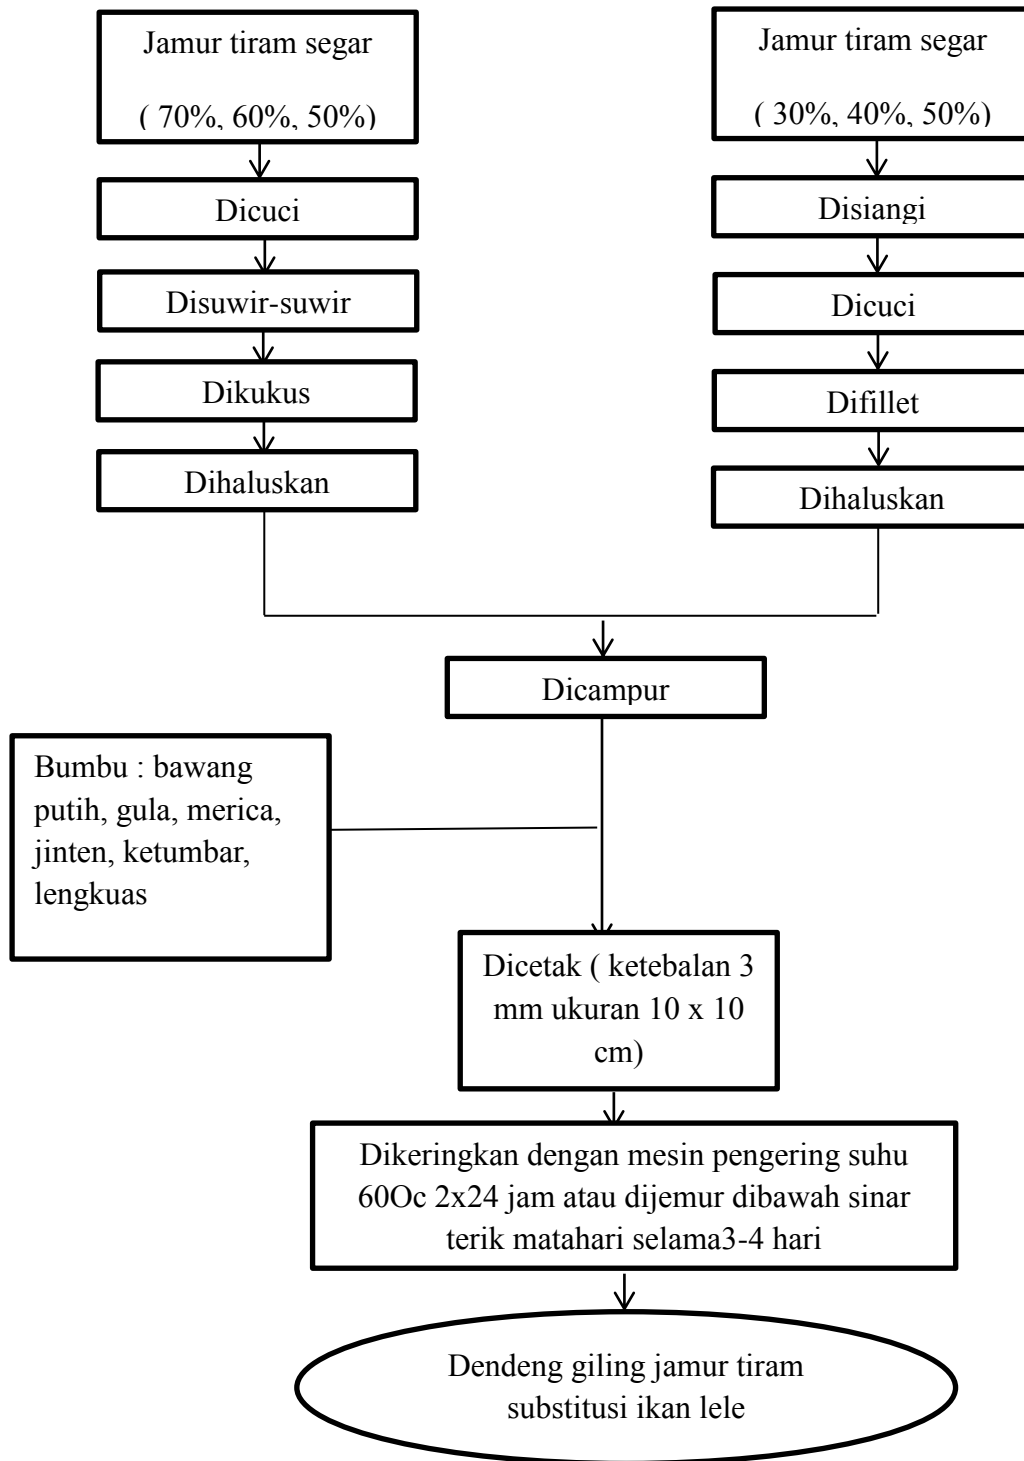 Jamur tiram segar
( 70%, 60%, 50%)
Dicuci
Disuwir-suwir
Dikukus
Dihaluskan
Jamur tiram segar
( 30%, 40%, 50%)
Disiangi
Dicuci
Difillet
Dihaluskan
Dicampur
Bumbu : bawang
putih, gula, merica,
jinten, ketumbar,
lengkuas
Dicetak ( ketebalan 3
mm ukuran 10 x 10
cm)
Dikeringkan dengan mesin pengering suhu
60Oc 2x24 jam atau dijemur dibawah sinar
terik matahari selama3-4 hari
Dendeng giling jamur tiram
substitusi ikan lele